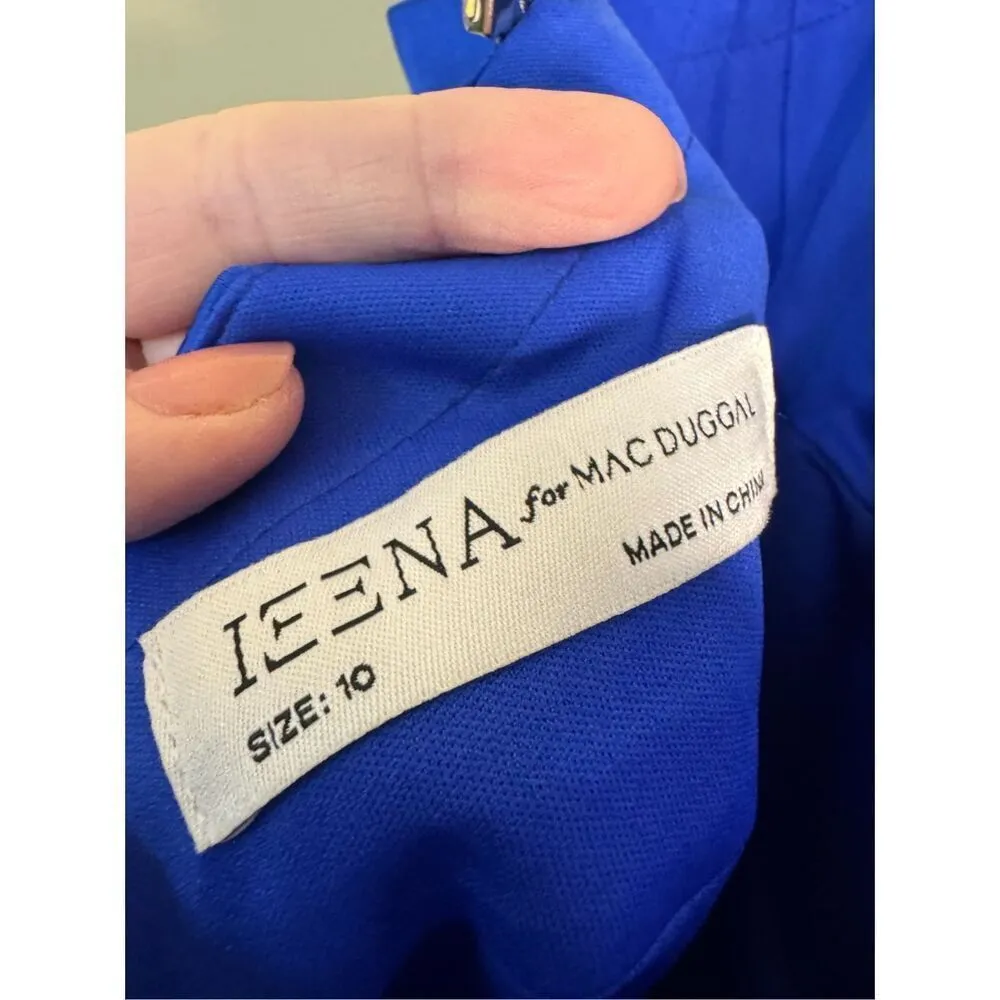 IEENA for MAC DUGGAL
SIZE: 10
MADE IN CHINA